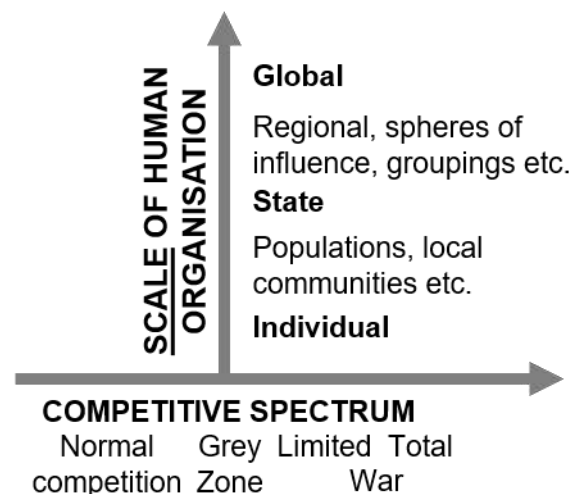 SCALE OF HUMAN
ORGANISATION
Global
Regional, spheres of
influence, groupings etc.
State
Populations, local
communities etc.
Individual
COMPETITIVE SPECTRUM
Normal Grey Limited Total
competition Zone War